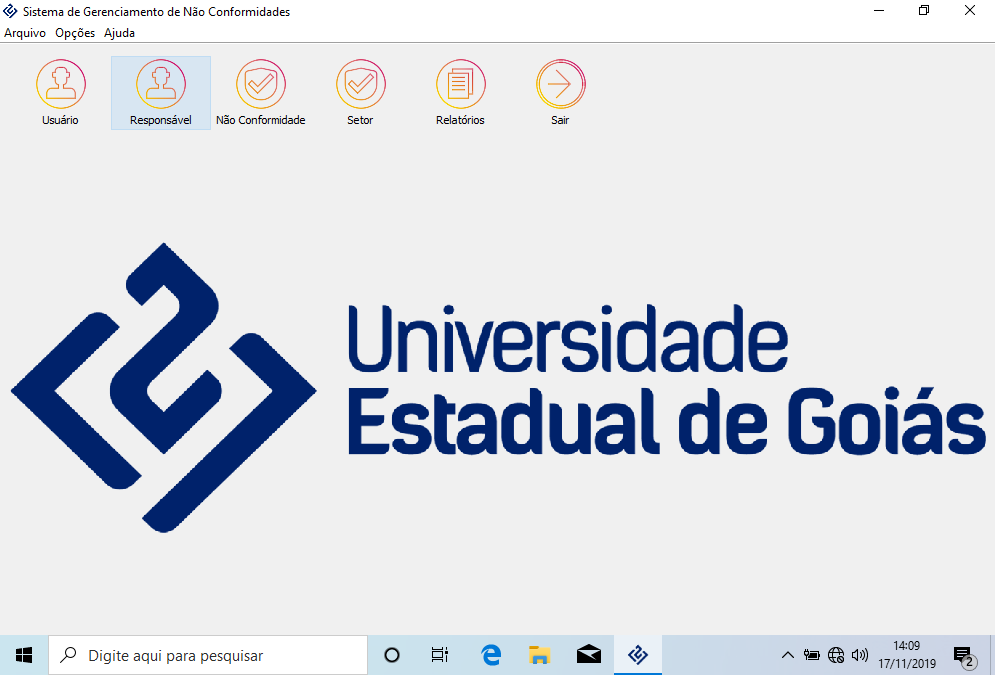 Sistema de Gerenciamento de Não Conformidades
Arquivo Opções Ajuda
Usuário Responsável Não Conformidade Setor Relatórios Sair
Universidade
Estadual de Goiás
Digite aqui para pesquisar
14:09
17/11/2019
2